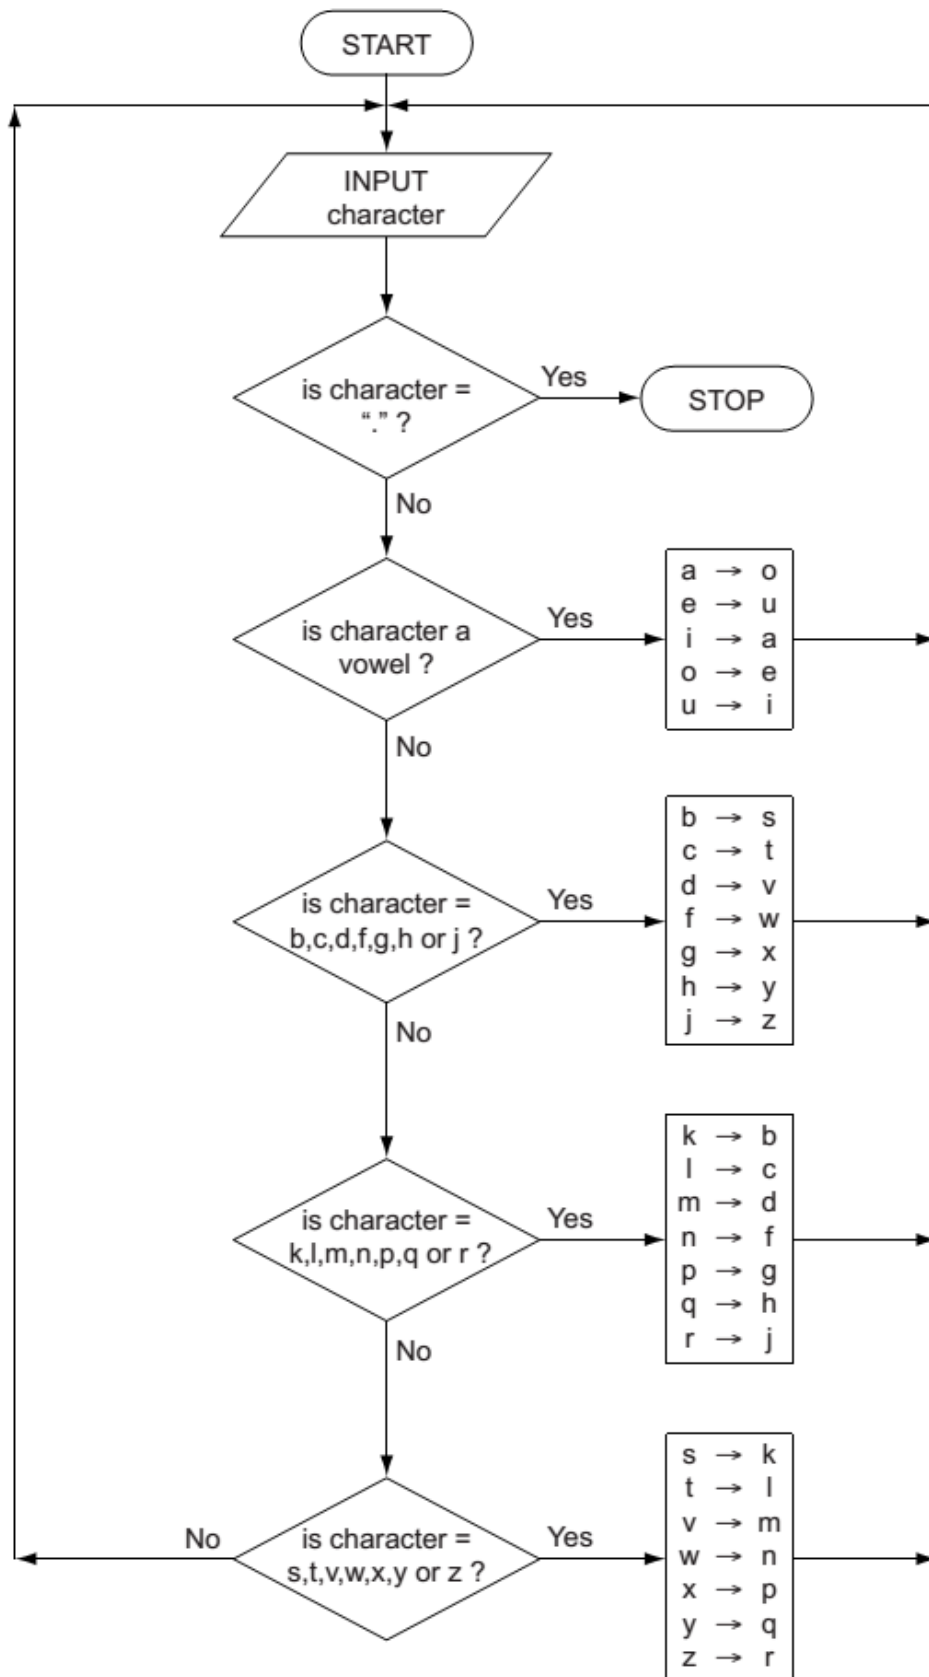 START
INPUT
character
is character =
“.” ?
Yes
STOP
No
is character a
vowel ?
Yes
a → o
e → u
i → a
o → e
u → i
No
is character =
b,c,d,f,g,h or j ?
Yes
b → s
c → t
d → v
f → w
g → x
h → y
j → z
No
is character =
k,l,m,n,p,q or r ?
Yes
k → b
l → c
m → d
n → f
p → g
q → h
r → j
No
is character =
s,t,v,w,x,y or z ?
No
Yes
s → k
t → l
v → m
w → n
x → p
y → q
z → r